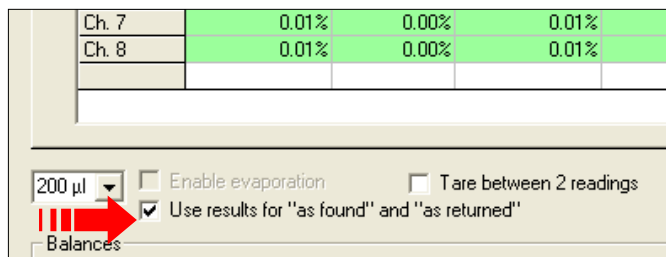 Ch. 7 0.01% 0.00% 0.01%
Ch. 8 0.01% 0.00% 0.01%
200 µl Enable evaporation Tare between 2 readings
Use results for "as found" and "as returned"
Balances